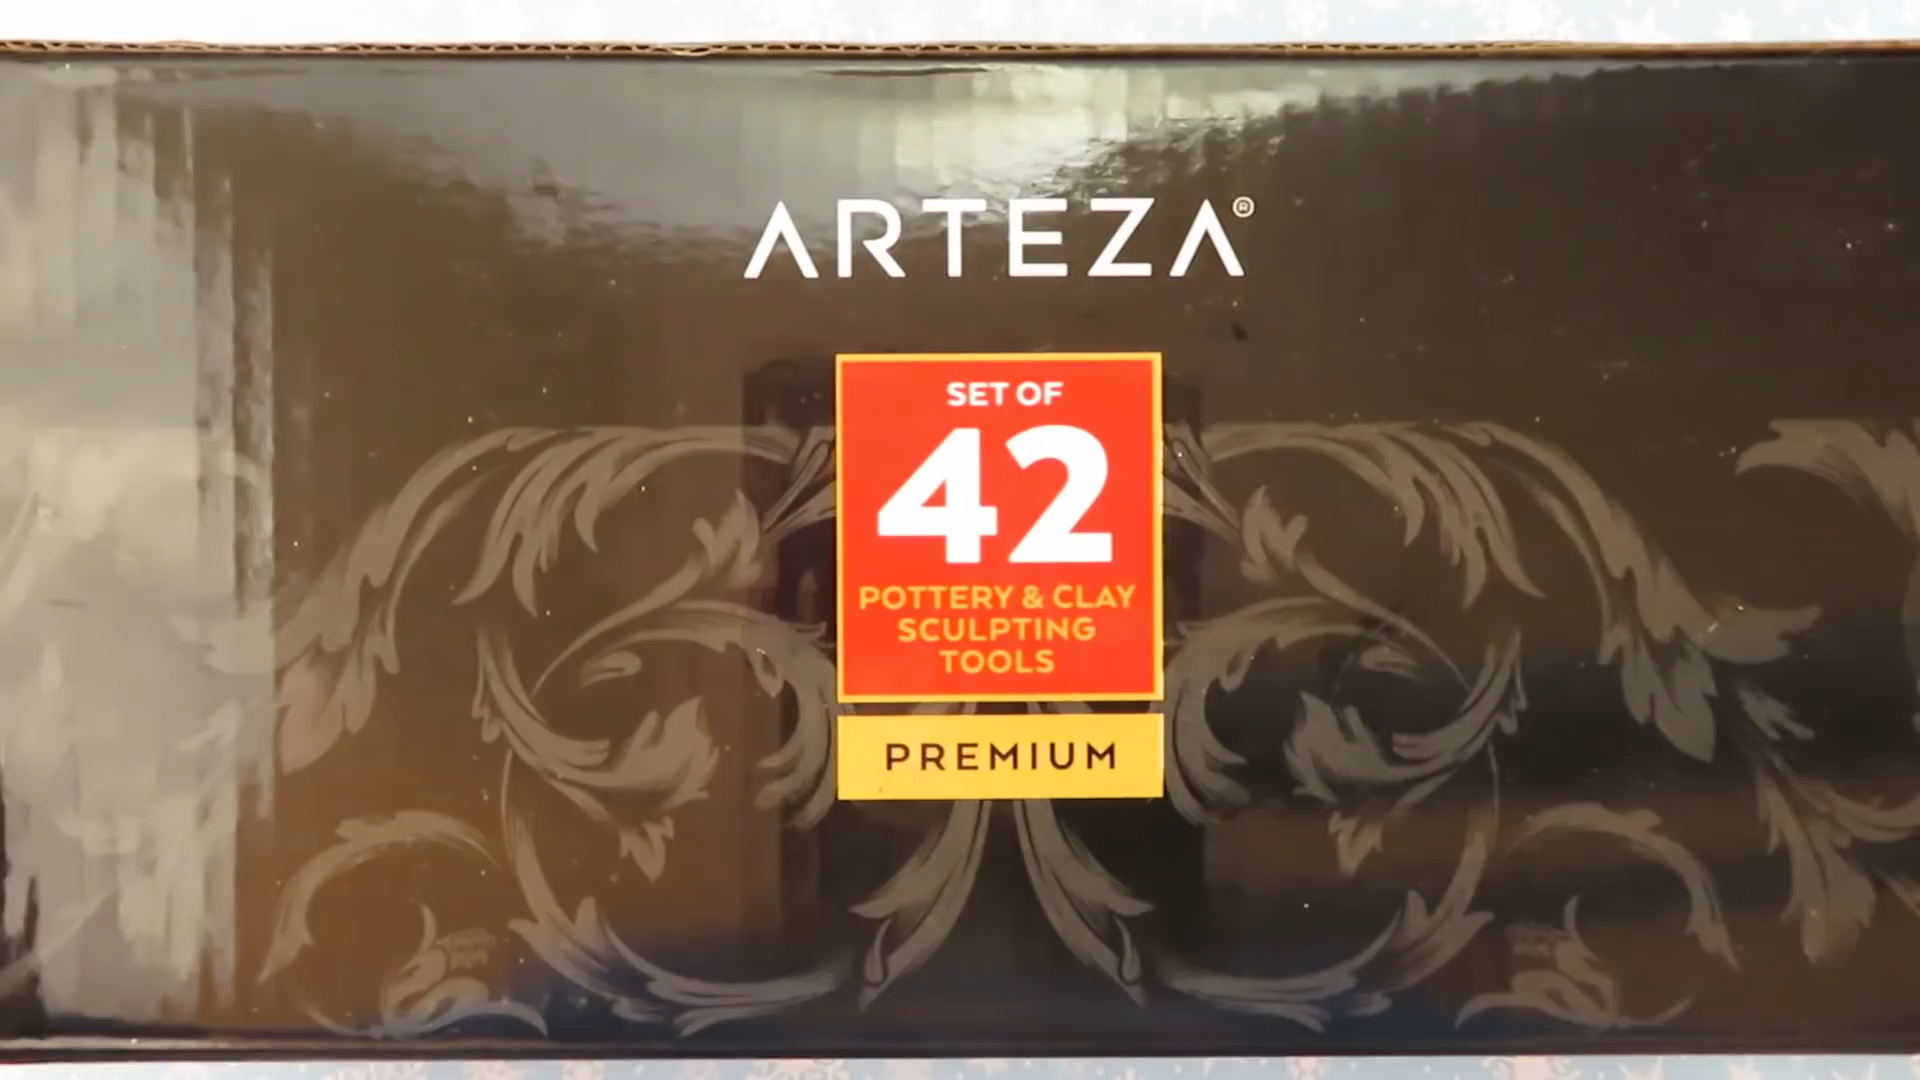 ARTEZA®
SET OF
42
POTTERY & CLAY
SCULPTING
TOOLS
PREMIUM